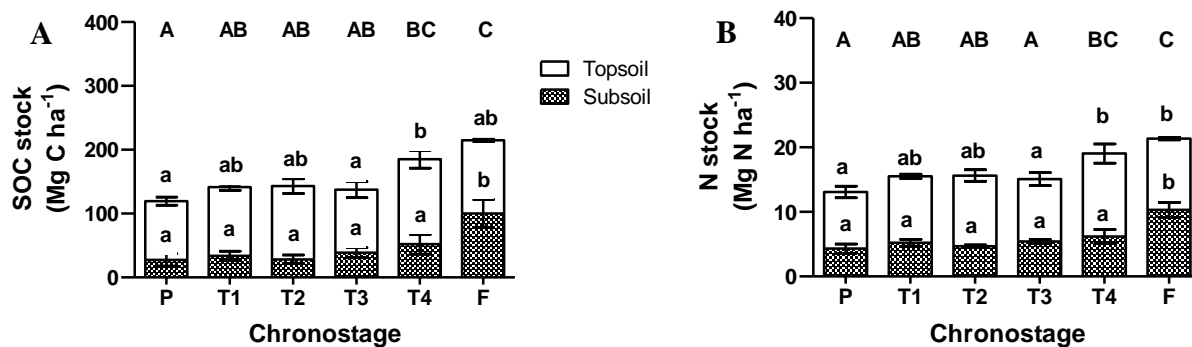 A
400
300
200
100
0
SOC stock
(Mg C ha⁻¹)
A AB AB AB BC C
a ab ab a b ab
a a a a a b
P T1 T2 T3 T4 F
Chronostage
Topsoil
Subsoil
B
40
30
20
10
0
N stock
(Mg N ha⁻¹)
A AB AB A BC C
a ab ab a b b
a a a a a b
P T1 T2 T3 T4 F
Chronostage